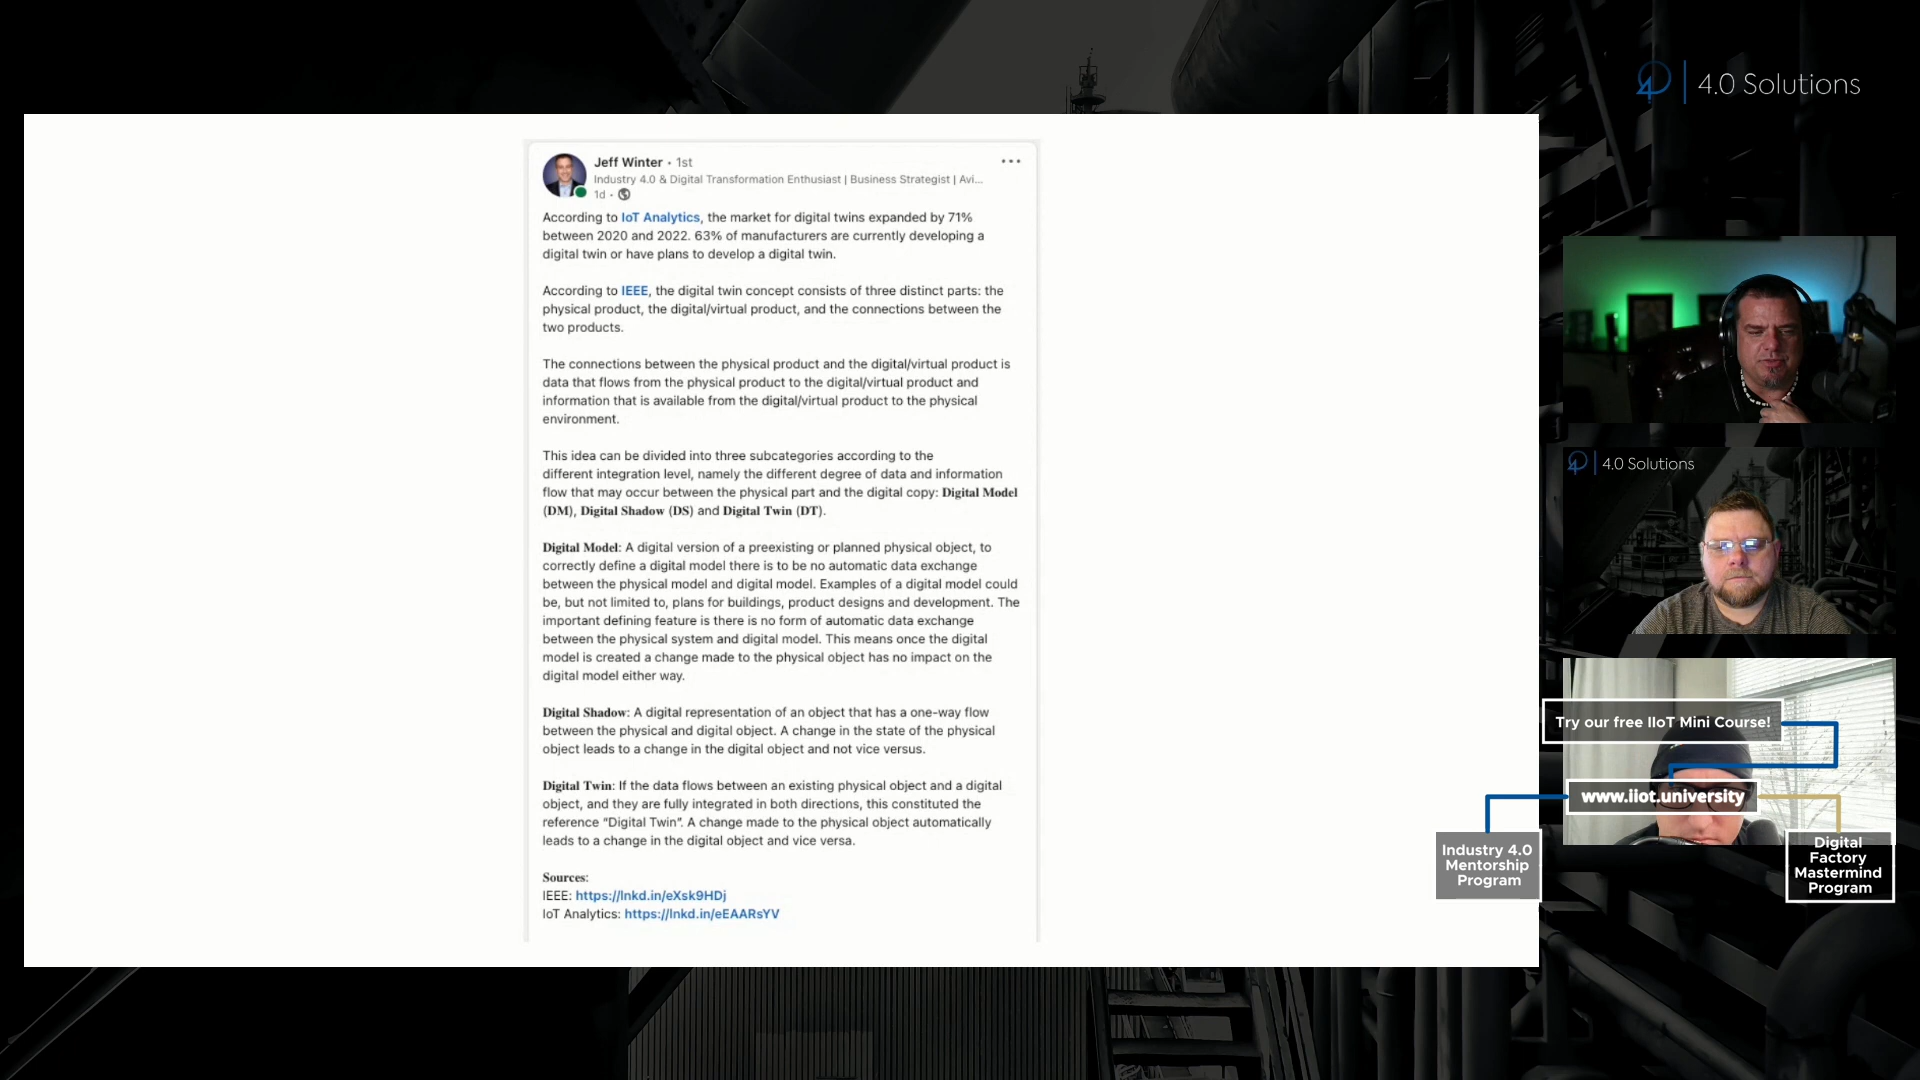 4.0 Solutions
Jeff Winter • 1st
Industry 4.0 & Digital Transformation Enthusiast | Business Strategist | Avi...
1d •
According to IoT Analytics, the market for digital twins expanded by 71%
between 2020 and 2022. 63% of manufacturers are currently developing a
digital twin or have plans to develop a digital twin.
According to IEEE, the digital twin concept consists of three distinct parts: the
physical product, the digital/virtual product, and the connections between the
two products.
The connections between the physical product and the digital/virtual product is
data that flows from the physical product to the digital/virtual product and
information that is available from the digital/virtual product to the physical
environment.
This idea can be divided into three subcategories according to the
different integration level, namely the different degree of data and information
flow that may occur between the physical part and the digital copy: Digital Model
(DM), Digital Shadow (DS) and Digital Twin (DT).
Digital Model: A digital version of a preexisting or planned physical object, to
correctly define a digital model there is to be no automatic data exchange
between the physical model and digital model. Examples of a digital model could
be, but not limited to, plans for buildings, product designs and development. The
important defining feature is there is no form of automatic data exchange
between the physical system and digital model. This means once the digital
model is created a change made to the physical object has no impact on the
digital model either way.
Digital Shadow: A digital representation of an object that has a one-way flow
between the physical and digital object. A change in the state of the physical
object leads to a change in the digital object and not vice versus.
Digital Twin: If the data flows between an existing physical object and a digital
object, and they are fully integrated in both directions, this constituted the
reference “Digital Twin”. A change made to the physical object automatically
leads to a change in the digital object and vice versa.
Sources:
IEEE: https://lnkd.in/eXsk9HDj
IoT Analytics: https://lnkd.in/eEAARsYV
4.0 Solutions
Try our free IIoT Mini Course!
www.iiot.university
Industry 4.0
Mentorship
Program
Digital
Factory
Mastermind
Program